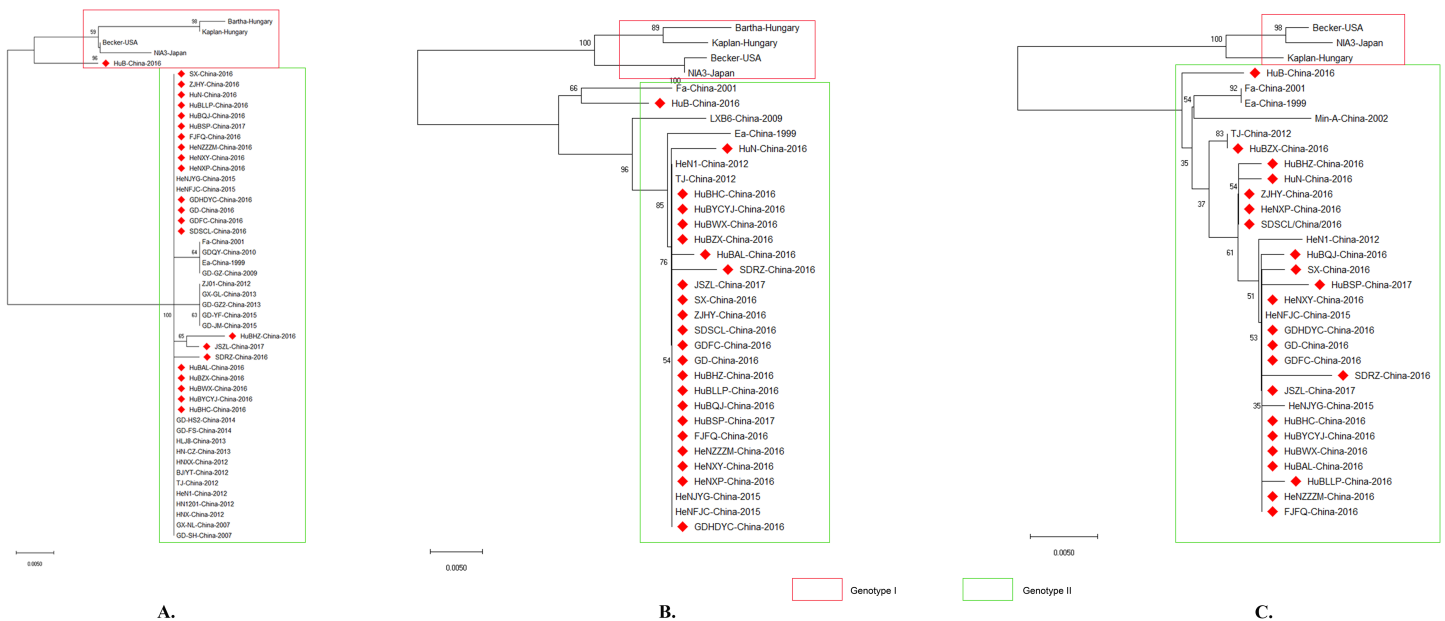 98
Bartha-Hungary
Kaplan-Hungary
59
Becker-USA
NIA3-Japan
96
HuB-China-2016
SX-China-2016
ZJHY-China-2016
HuN-China-2016
HuBLLP-China-2016
HuBQJ-China-2016
HuBSP-China-2017
FJFQ-China-2016
HeNZZZM-China-2016
HeNXY-China-2016
HeNXP-China-2016
HeNJYG-China-2015
HeNFJC-China-2015
GDHDYC-China-2016
GD-China-2016
GDFC-China-2016
SDSCL-China-2016
Fa-China-2001
64
GDQY-China-2010
Ea-China-1999
GD-GZ-China-2009
ZJ01-China-2012
GX-GL-China-2013
GD-GZ2-China-2013
100
63
GD-YF-China-2015
GD-JM-China-2015
65
HuBHZ-China-2016
JSZL-China-2017
SDRZ-China-2016
HuBAL-China-2016
HuBZX-China-2016
HuBWX-China-2016
HuBYCYJ-China-2016
HuBHC-China-2016
GD-HS2-China-2014
GD-FS-China-2014
HLJ8-China-2013
HN-CZ-China-2013
HNXX-China-2012
BJ/YT-China-2012
TJ-China-2012
HeN1-China-2012
HN1201-China-2012
HNX-China-2012
GX-NL-China-2007
GD-SH-China-2007
0.0050
A.
89
Bartha-Hungary
Kaplan-Hungary
100
Becker-USA
NIA3-Japan
100
66
Fa-China-2001
HuB-China-2016
LXB6-China-2009
96
Ea-China-1999
HuN-China-2016
HeN1-China-2012
TJ-China-2012
HuBHC-China-2016
85
HuBYCYJ-China-2016
HuBWX-China-2016
HuBZX-China-2016
HuBAL-China-2016
76
SDRZ-China-2016
JSZL-China-2017
SX-China-2016
ZJHY-China-2016
SDSCL-China-2016
GDFC-China-2016
54
GD-China-2016
HuBHZ-China-2016
HuBLLP-China-2016
HuBQJ-China-2016
HuBSP-China-2017
FJFQ-China-2016
HeNZZZM-China-2016
HeNXY-China-2016
HeNXP-China-2016
HeNJYG-China-2015
HeNFJC-China-2015
GDHDYC-China-2016
0.0050
B.
98
Becker-USA
100
NIA3-Japan
Kaplan-Hungary
HuB-China-2016
92
Fa-China-2001
54
Ea-China-1999
Min-A-China-2002
83
TJ-China-2012
HuBZX-China-2016
35
HuBHZ-China-2016
54
HuN-China-2016
ZJHY-China-2016
37
HeNXP-China-2016
SDSCL/China/2016
HeN1-China-2012
61
HuBQJ-China-2016
SX-China-2016
HuBSP-China-2017
51
HeNXY-China-2016
HeNFJC-China-2015
GDHDYC-China-2016
53
GD-China-2016
GDFC-China-2016
SDRZ-China-2016
JSZL-China-2017
35
HeNJYG-China-2015
HuBHC-China-2016
HuBYCYJ-China-2016
HuBWX-China-2016
HuBAL-China-2016
HuBLLP-China-2016
HeNZZZM-China-2016
FJFQ-China-2016
0.0050
C.
Genotype I
Genotype II